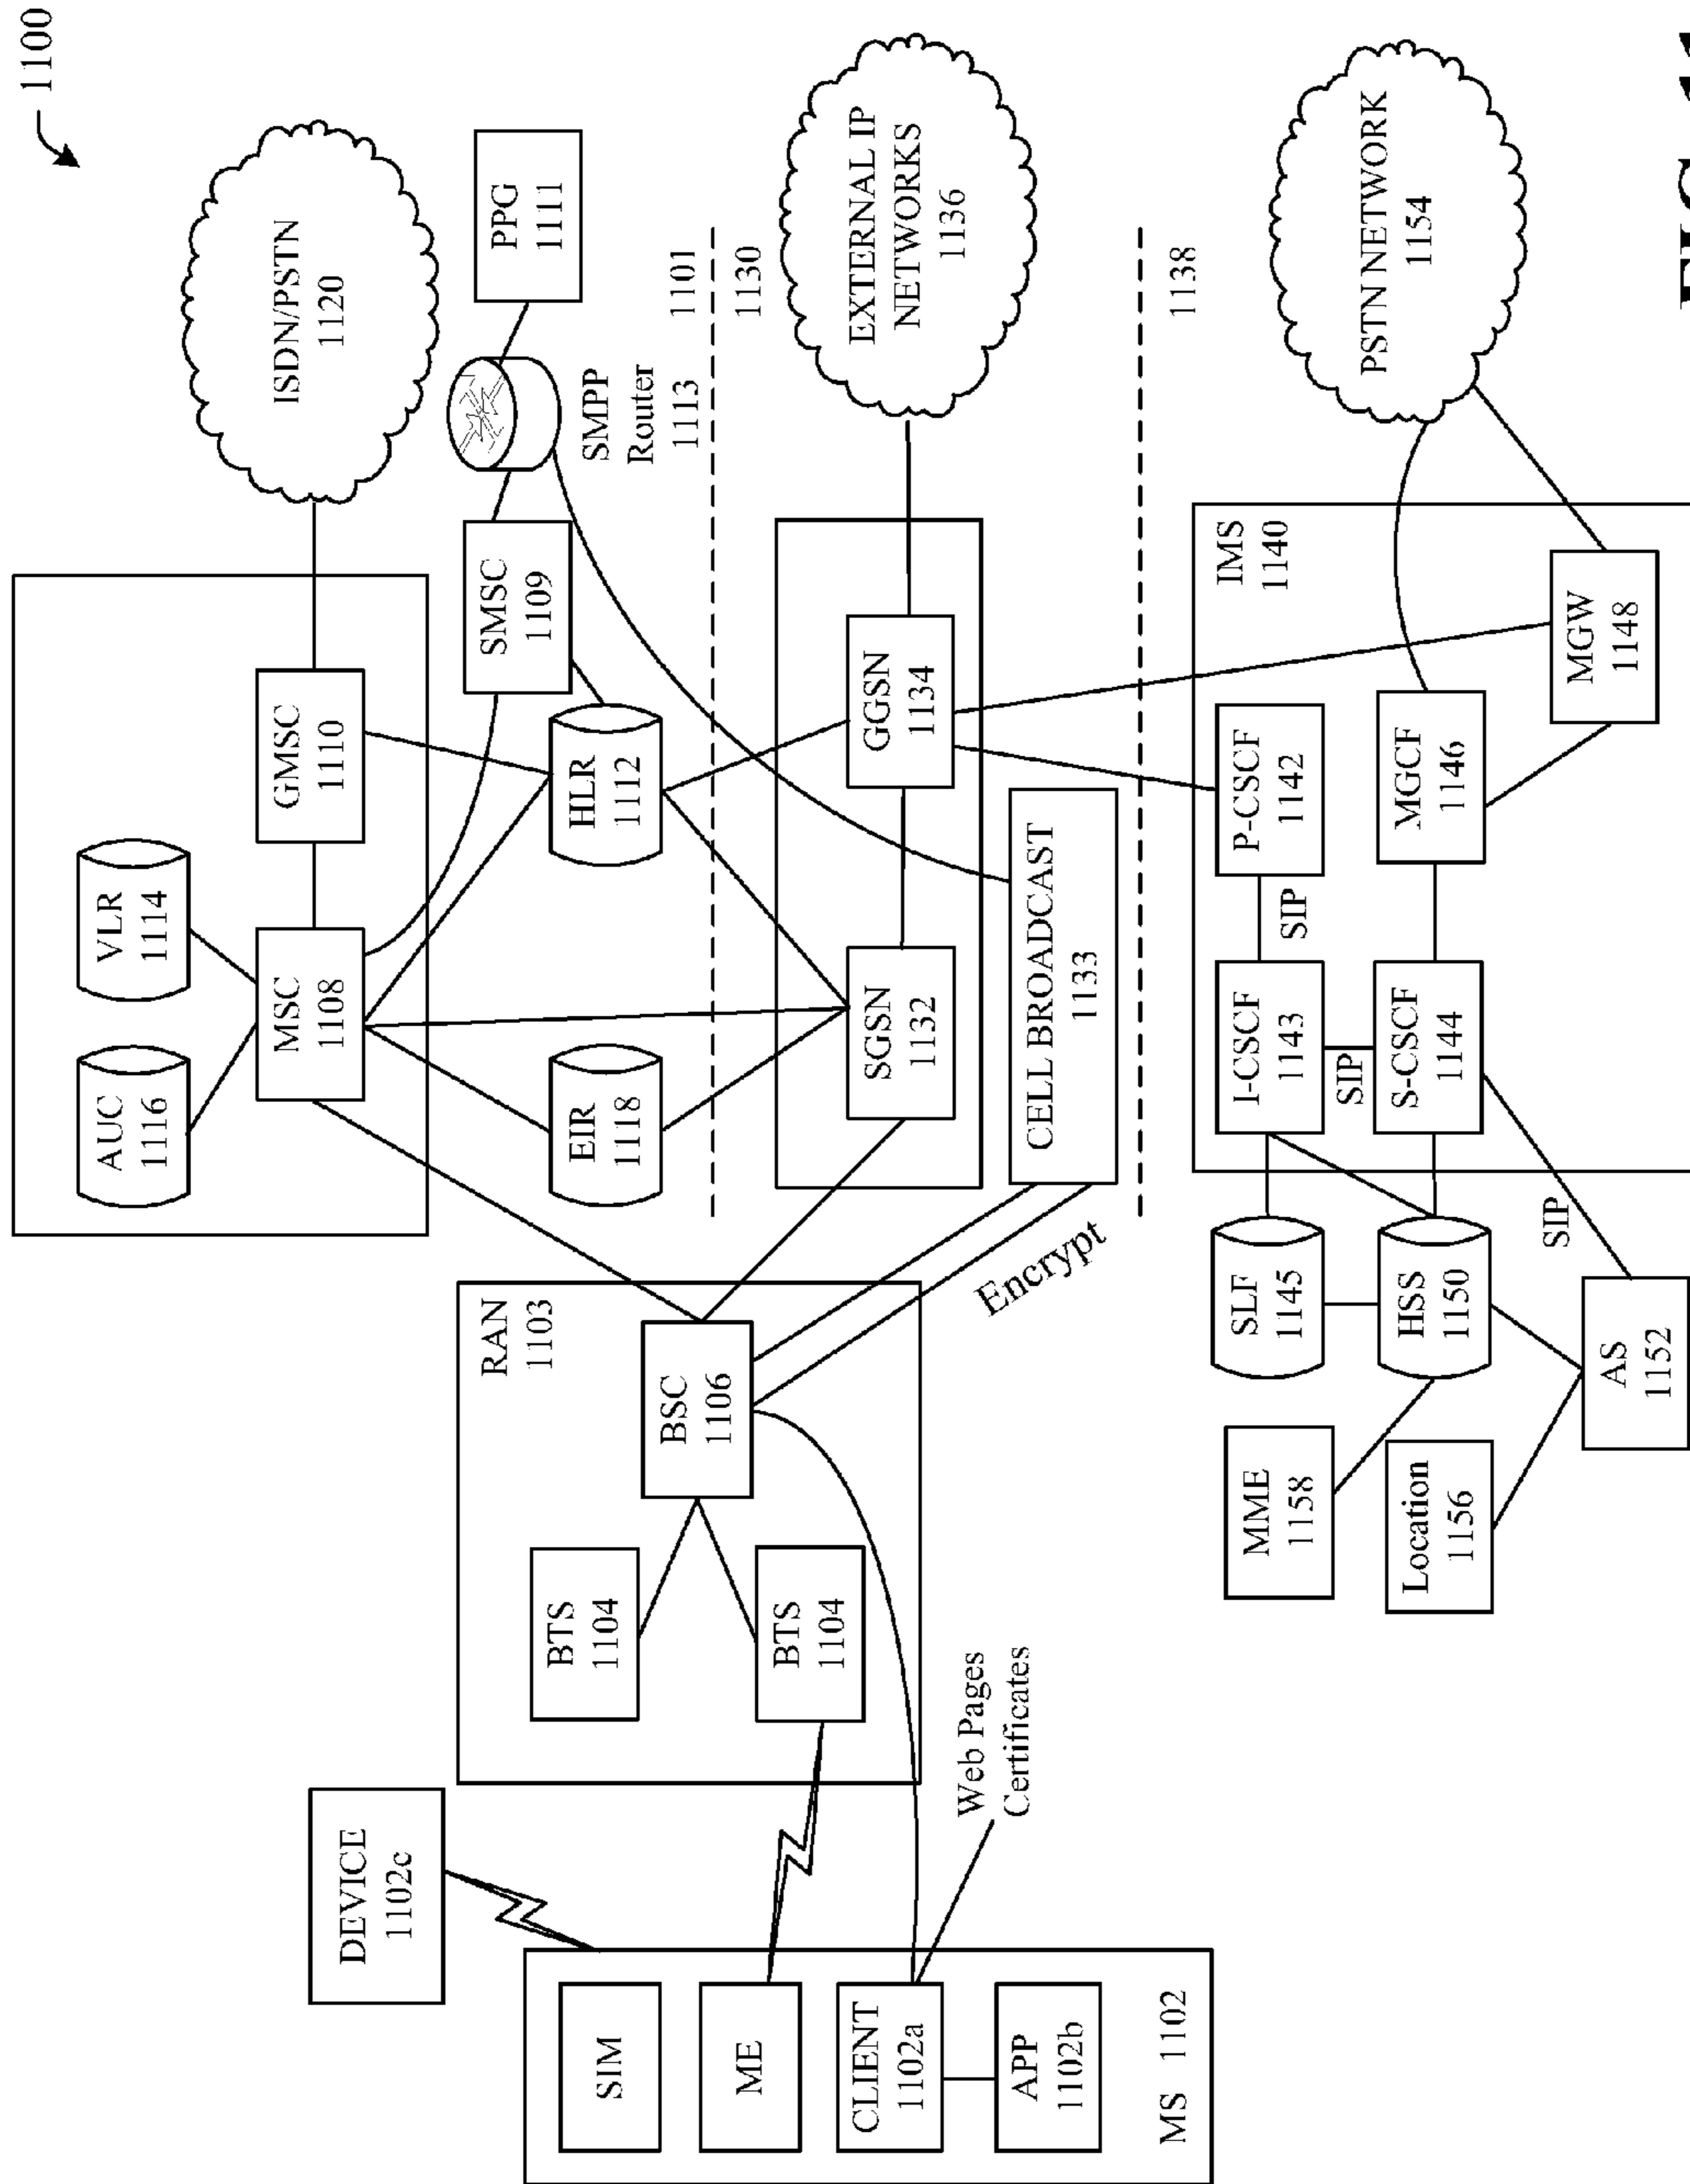 1100
AUC
1116
VLR
1114
MSC
1108
GMSC
1110
ISDN/PSTN
1120
SMSC
1109
PPG
1111
SMPP
Router
1113
EIR
1118
HLR
1112
1101
1130
RAN
1103
BTS
1104
BTS
1104
BSC
1106
DEVICE
1102c
SIM
ME
CLIENT
1102a
APP
1102b
MS 1102
Web Pages
Certificates
SGSN
1132
GGSN
1134
EXTERNAL IP
NETWORKS
1136
CELL BROADCAST
1133
Encrypt
1138
IMS
1140
SLF
1145
I-CSCF
1143
SIP
P-CSCF
1142
SIP
MME
1158
HSS
1150
S-CSCF
1144
MGCF
1146
PSTN NETWORK
1154
Location
1156
SIP
AS
1152
MGW
1148